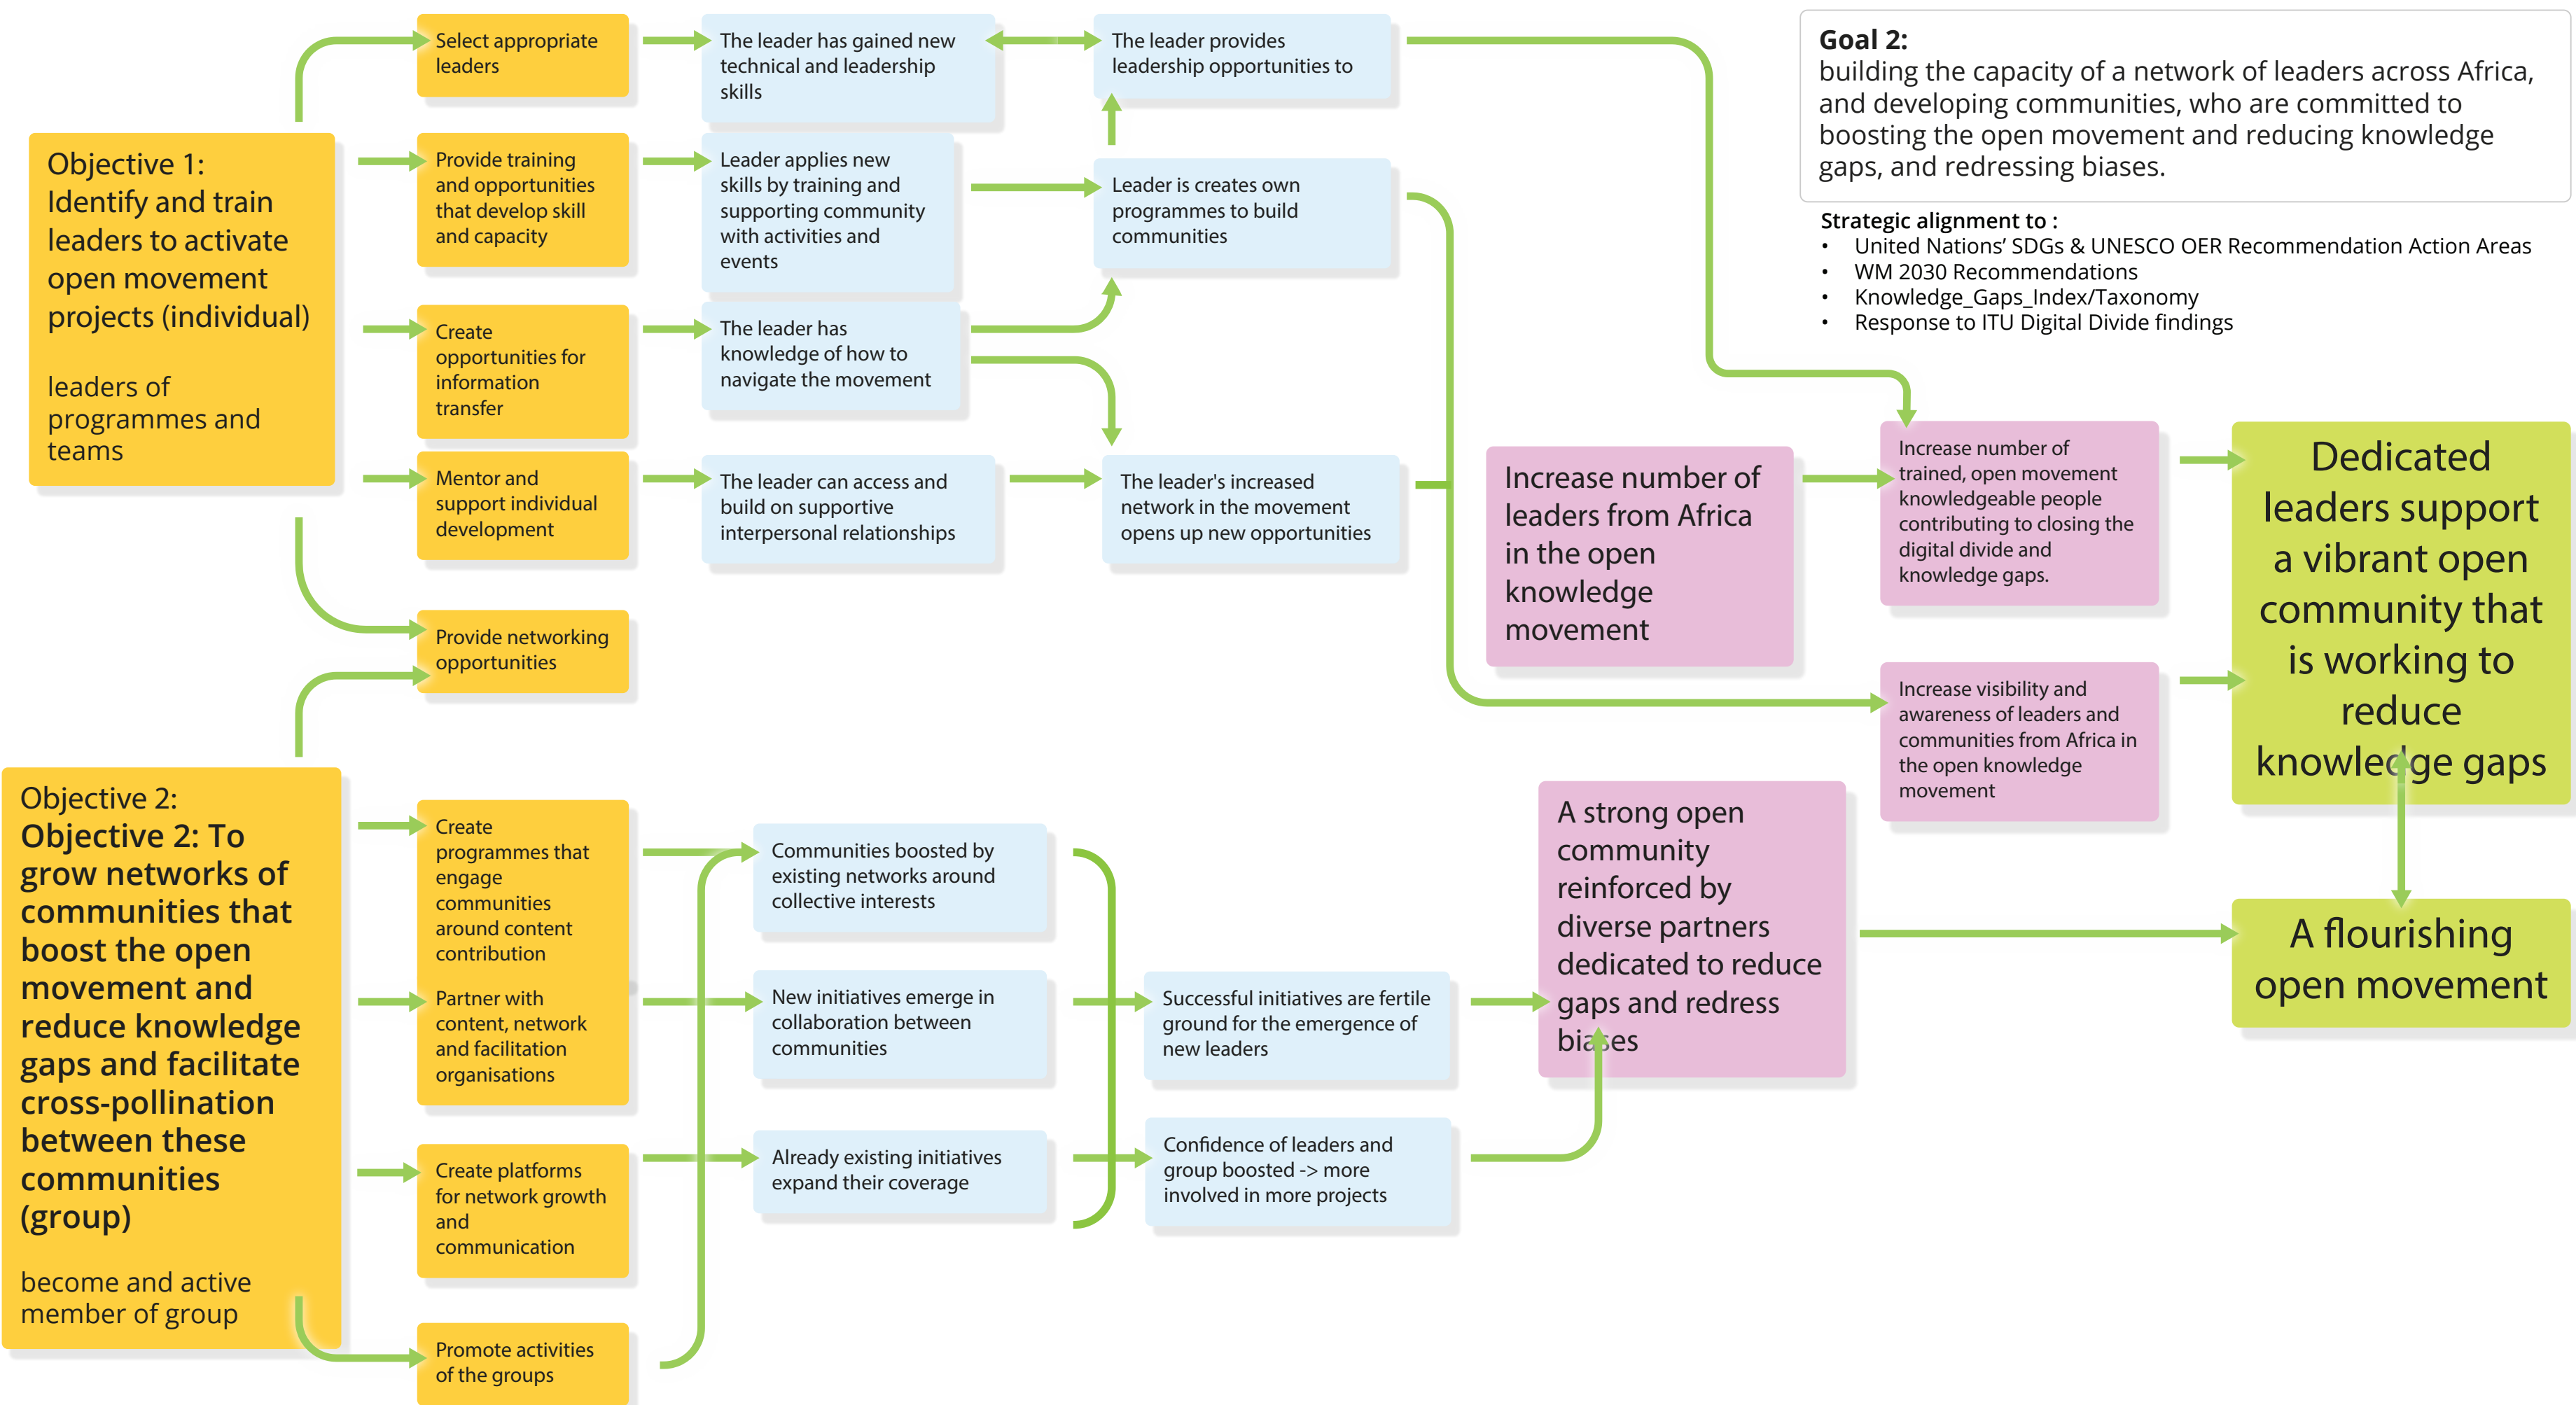 Select appropriate
leaders
The leader has gained new
technical and leadership
skills
The leader provides
leadership opportunities to
Goal 2:
building the capacity of a network of leaders across Africa,
and developing communities, who are committed to
boosting the open movement and reducing knowledge
gaps, and redressing biases.
Strategic alignment to :
• United Nations’ SDGs & UNESCO OER Recommendation Action Areas
• WM 2030 Recommendations
• Knowledge_Gaps_Index/Taxonomy
• Response to ITU Digital Divide findings
Objective 1:
Identify and train
leaders to activate
open movement
projects (individual)
leaders of
programmes and
teams
Provide training
and opportunities
that develop skill
and capacity
Leader applies new
skills by training and
supporting community
with activities and
events
Leader is creates own
programmes to build
communities
Create
opportunities for
information
transfer
The leader has
knowledge of how to
navigate the movement
Mentor and
support individual
development
The leader can access and
build on supportive
interpersonal relationships
The leader's increased
network in the movement
opens up new opportunities
Increase number of
leaders from Africa
in the open
knowledge
movement
Increase number of
trained, open movement
knowledgeable people
contributing to closing the
digital divide and
knowledge gaps.
Dedicated
leaders support
a vibrant open
community that
is working to
reduce
knowledge gaps
Provide networking
opportunities
Increase visibility and
awareness of leaders and
communities from Africa in
the open knowledge
movement
Objective 2:
Objective 2: To
grow networks of
communities that
boost the open
movement and
reduce knowledge
gaps and facilitate
cross-pollination
between these
communities
(group)
become and active
member of group
Create
programmes that
engage
communities
around content
contribution
Communities boosted by
existing networks around
collective interests
A strong open
community
reinforced by
diverse partners
dedicated to reduce
gaps and redress
biases
A flourishing
open movement
Partner with
content, network
and facilitation
organisations
New initiatives emerge in
collaboration between
communities
Successful initiatives are fertile
ground for the emergence of
new leaders
Create platforms
for network growth
and
communication
Already existing initiatives
expand their coverage
Confidence of leaders and
group boosted -> more
involved in more projects
Promote activities
of the groups